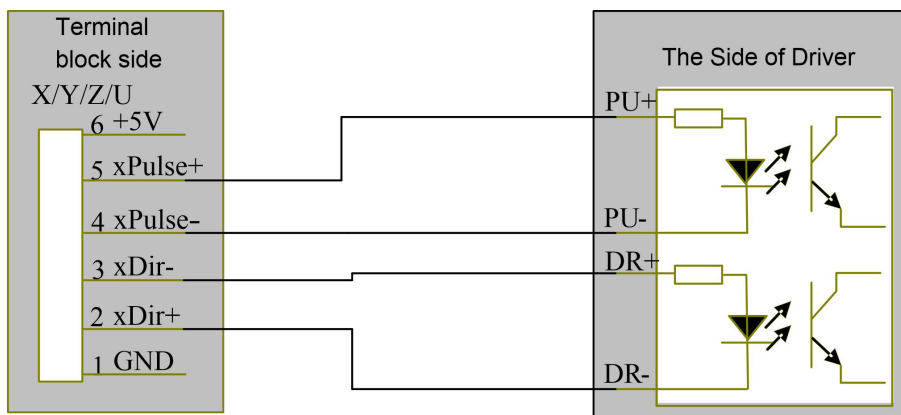 Terminal
block side
X/Y/Z/U
6 +5V
5 xPulse+
4 xPulse-
3 xDir-
2 xDir+
1 GND
The Side of Driver
PU+
PU-
DR+
DR-